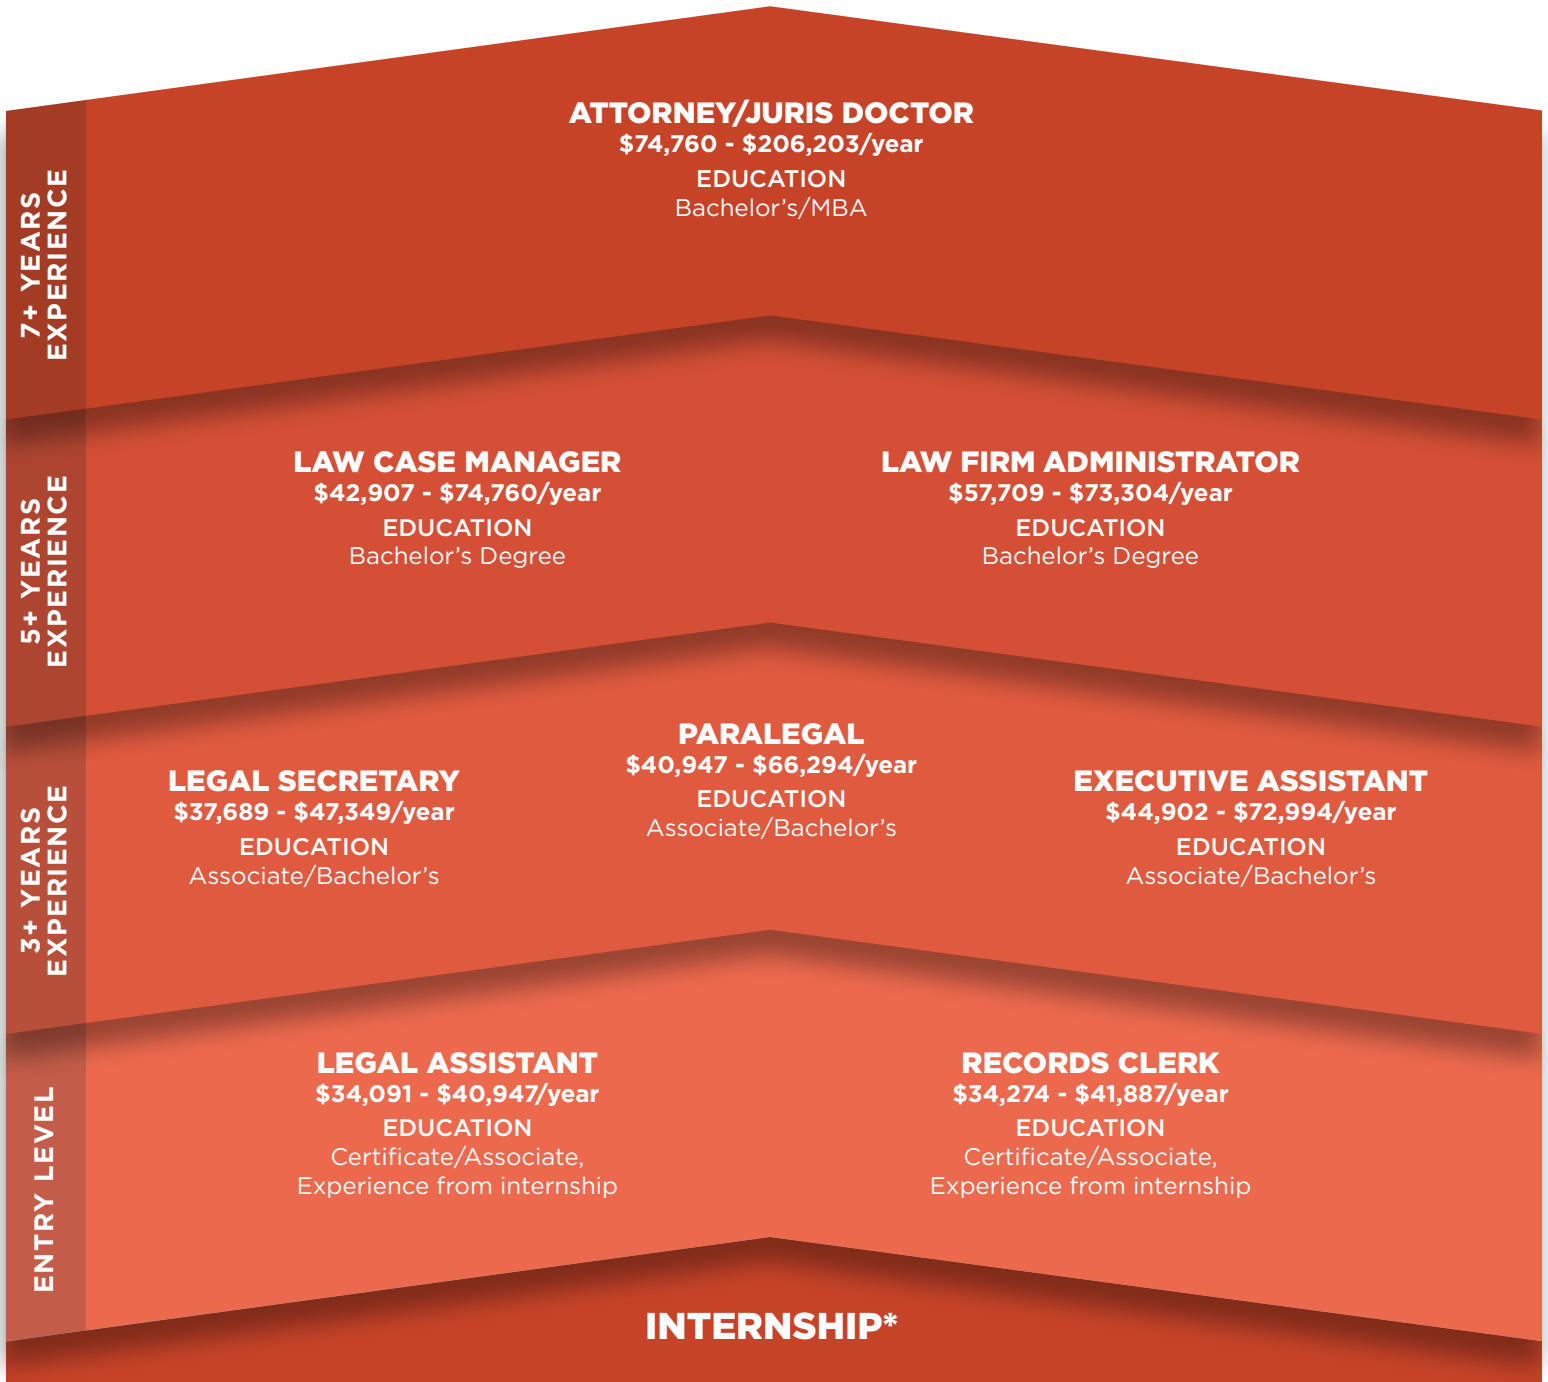 ATTORNEY/JURIS DOCTOR
$74,760 - $206,203/year
EDUCATION
Bachelor’s/MBA
7+ YEARS
EXPERIENCE
LAW CASE MANAGER
$42,907 - $74,760/year
EDUCATION
Bachelor’s Degree
LAW FIRM ADMINISTRATOR
$57,709 - $73,304/year
EDUCATION
Bachelor’s Degree
5+ YEARS
EXPERIENCE
LEGAL SECRETARY
$37,689 - $47,349/year
EDUCATION
Associate/Bachelor’s
PARALEGAL
$40,947 - $66,294/year
EDUCATION
Associate/Bachelor’s
EXECUTIVE ASSISTANT
$44,902 - $72,994/year
EDUCATION
Associate/Bachelor’s
3+ YEARS
EXPERIENCE
LEGAL ASSISTANT
$34,091 - $40,947/year
EDUCATION
Certificate/Associate,
Experience from internship
RECORDS CLERK
$34,274 - $41,887/year
EDUCATION
Certificate/Associate,
Experience from internship
ENTRY LEVEL
INTERNSHIP*